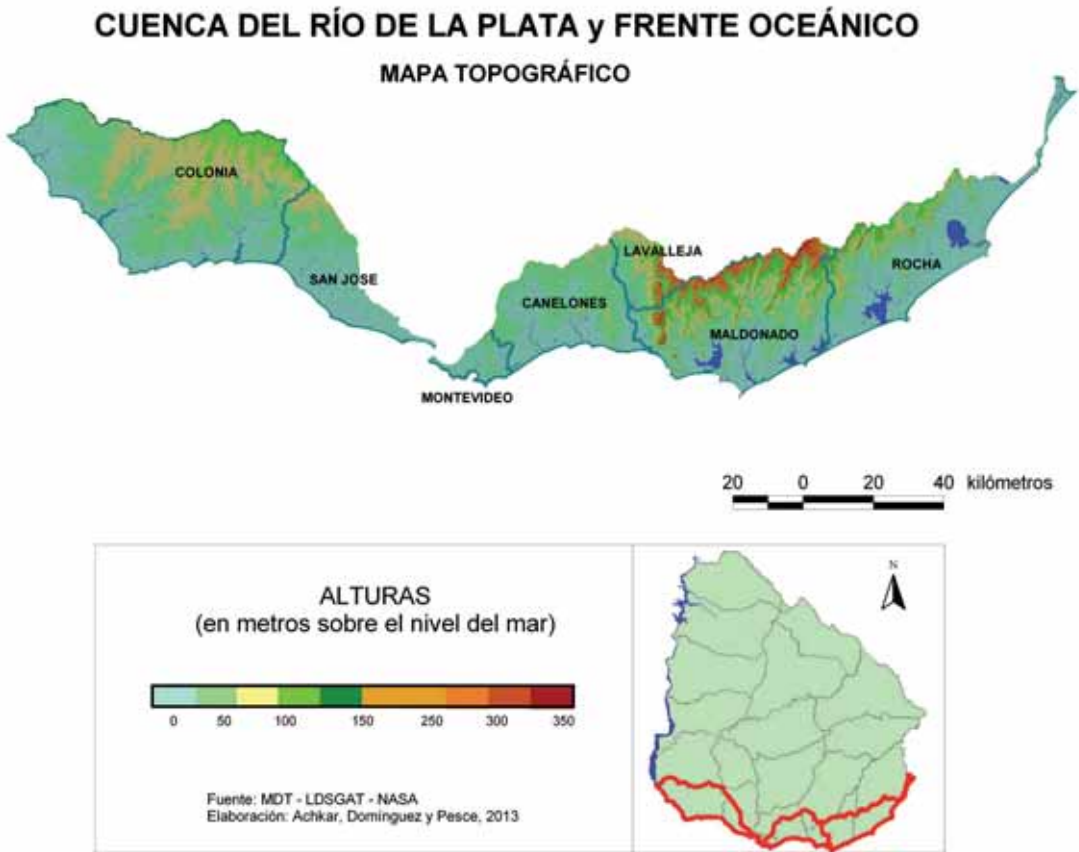 CUENCA DEL RÍO DE LA PLATA y FRENTE OCEÁNICO
MAPA TOPOGRÁFICO
COLONIA
SAN JOSE
MONTEVIDEO
CANELONES
LAVALLEJA
MALDONADO
ROCHA
20 0 20 40 kilómetros
ALTURAS
(en metros sobre el nivel del mar)
0 50 100 150 250 300 350
Fuente: MDT - LDSGAT - NASA
Elaboración: Achkar, Domínguez y Pesce, 2013
N